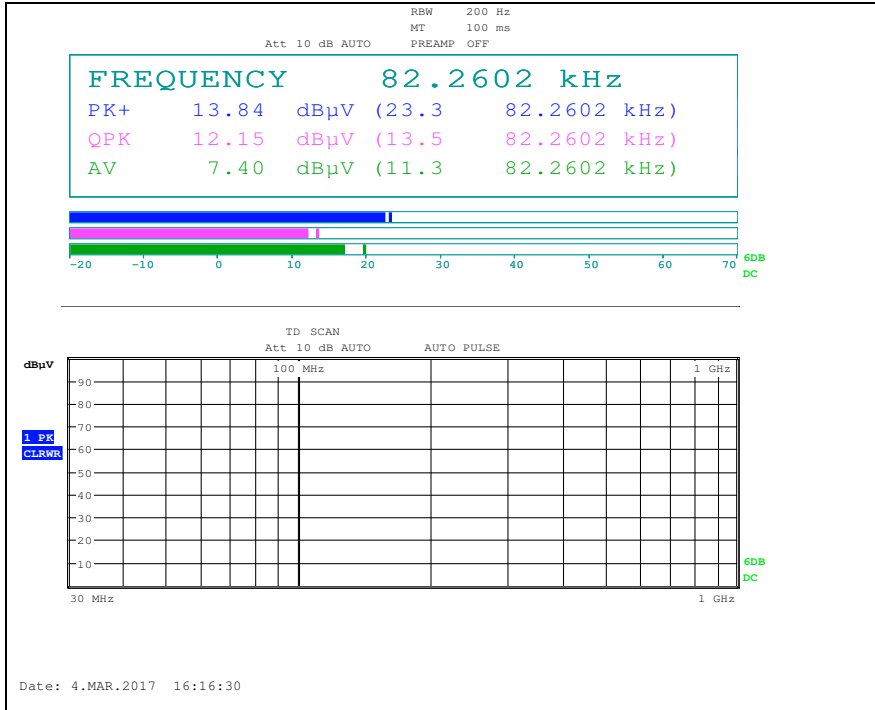 RBW 200 Hz
MT 100 ms
Att 10 dB AUTO PREAMP OFF
FREQUENCY 82.2602 kHz
PK+ 13.84 dBµV (23.3 82.2602 kHz)
QPK 12.15 dBµV (13.5 82.2602 kHz)
AV 7.40 dBµV (11.3 82.2602 kHz)
-20 -10 0 10 20 30 40 50 60 70
6DB
DC
TD SCAN
Att 10 dB AUTO AUTO PULSE
dBµV
100 MHz 1 GHz
90
80
70
1 PK
CLRWR
60
50
40
30
20
10
6DB
DC
30 MHz 1 GHz
Date: 4.MAR.2017 16:16:30